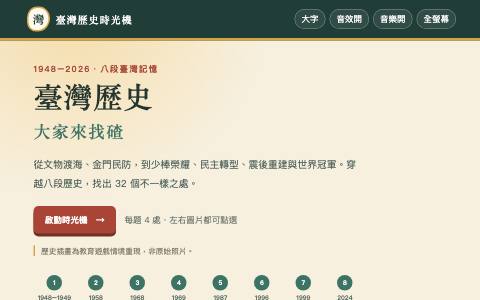 灣 臺灣歷史時光機 大字 音效開 音樂開 全螢幕
1948—2026 · 八段臺灣記憶
臺灣歷史
大家來找碴
從文物渡海、金門民防，到少棒榮耀、民主轉型、震後重建與世界冠軍。穿
越八段歷史，找出 32 個不一樣之處。
啟動時光機 → 每題 4 處．左右圖片都可點選
歷史插畫為教育遊戲情境重現，非原始照片。
1 2 3 4 5 6 7 8
1948—1949 1958 1968 1969 1987 1996 1999 2024